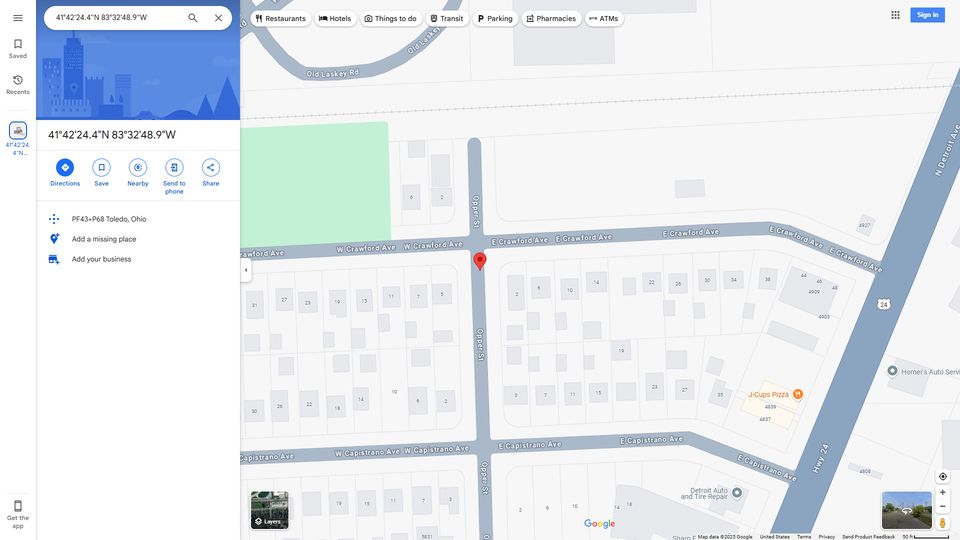 41°42'24.4"N 83°32'48.9"W
Restaurants
Hotels
Things to do
Transit
Parking
Pharmacies
ATMs
Sign in
Saved
Recents
41°42'24.
4"N...
41°42'24.4"N 83°32'48.9"W
Directions
Save
Nearby
Send to
phone
Share
PF43+P68 Toledo, Ohio
Add a missing place
Add your business
Get the
app
Old Laskey Rd
Old Laskey
N Detroit Ave
Opper St
6
2
4927
W Crawford Ave
W Crawford Ave
E Crawford Ave
E Crawford Ave
E Crawford Ave
E Crawford Ave
E Crawford Ave
31
27
23
19
15
11
7
5
2
6
10
14
22
26
30
34
38
44
46
48
4909
4903
24
Opper St
19
Homer's Auto Servi
J-Cups Pizza
4839
4837
30
26
22
18
14
10
6
2
3
7
11
15
23
27
35
Capistrano Ave
W Capistrano Ave
W Capistrano Ave
E Capistrano Ave
E Capistrano Ave
E Capistrano Ave
Hwy 24
4808
Opper St
Detroit Auto
and Tire Repair
19
15
11
7
3
2
6
10
14
18
5831
Layers
Google
Map data ©2025 Google
United States
Terms
Privacy
Send Product Feedback
50 ft